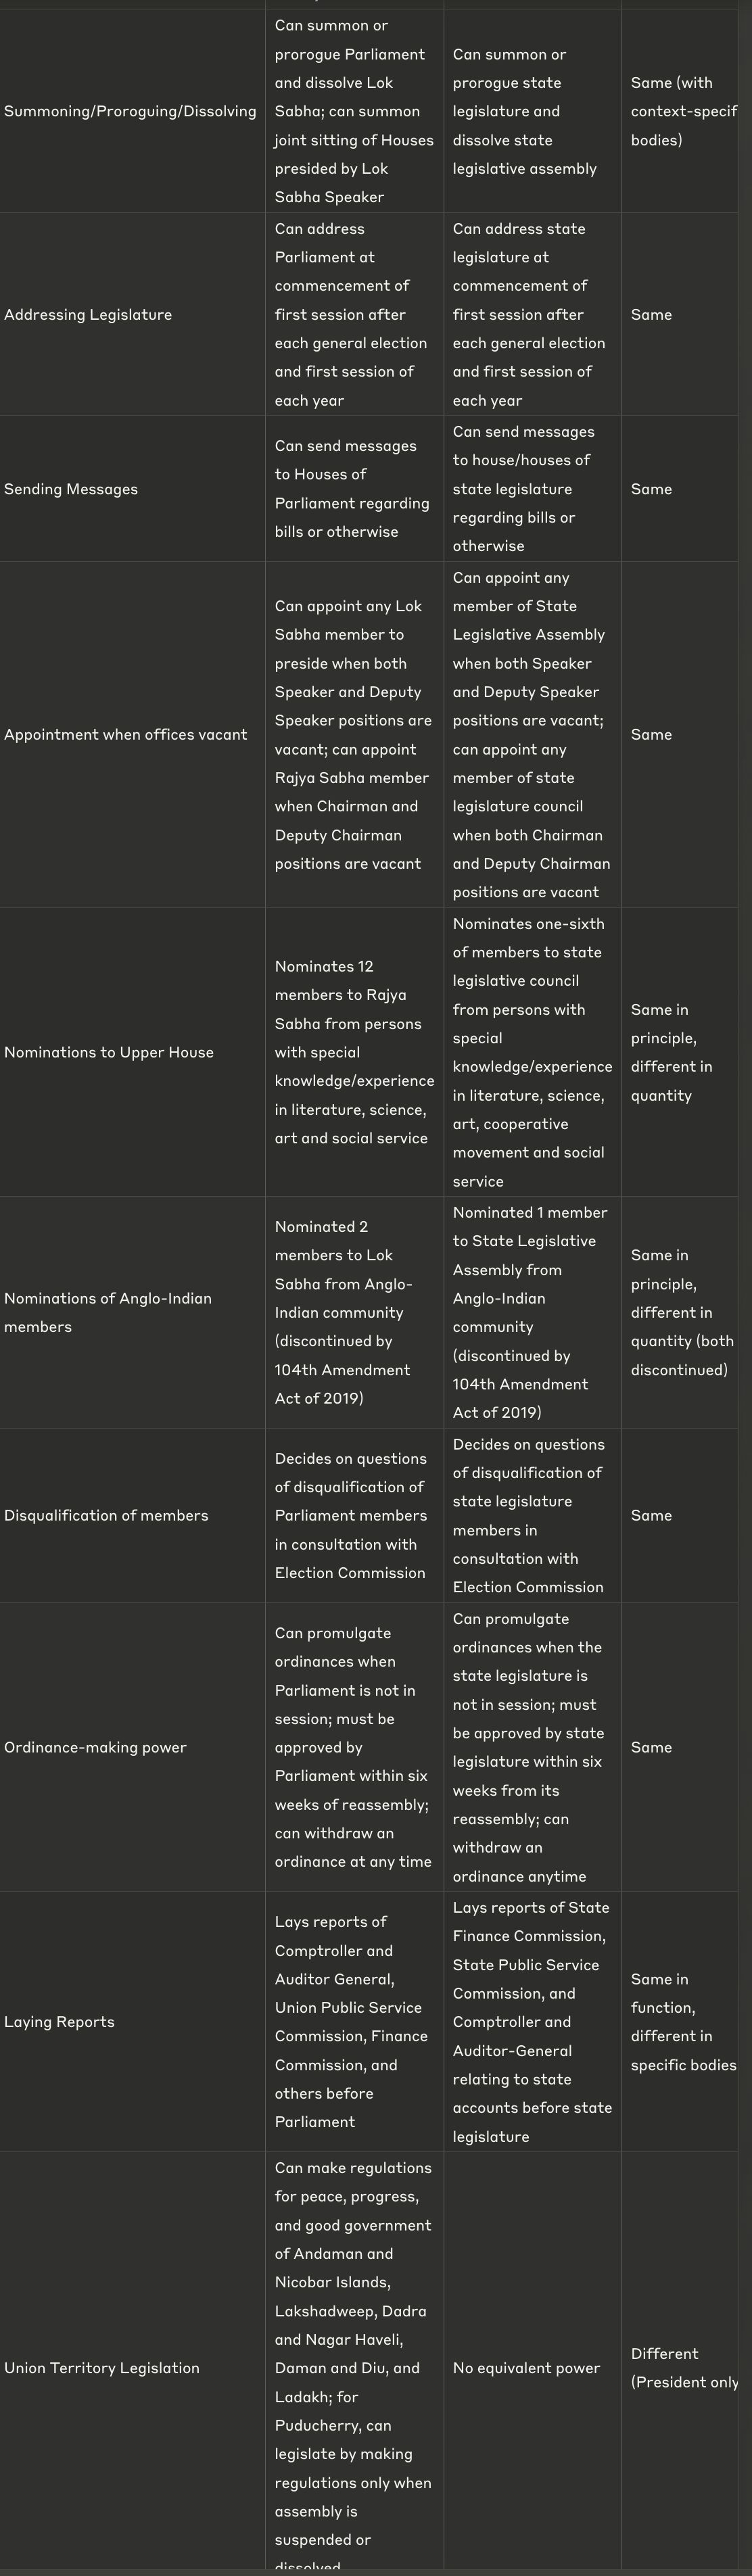 Summoning/Proroguing/Dissolving
Can summon or
prorogue Parliament
and dissolve Lok
Sabha; can summon
joint sitting of Houses
presided by Lok
Sabha Speaker
Can summon or
prorogue state
legislature and
dissolve state
legislative assembly
Same (with
context-specif
bodies)
Addressing Legislature
Can address
Parliament at
commencement of
first session after
each general election
and first session of
each year
Can address state
legislature at
commencement of
first session after
each general election
and first session of
each year
Same
Sending Messages
Can send messages
to Houses of
Parliament regarding
bills or otherwise
Can send messages
to house/houses of
state legislature
regarding bills or
otherwise
Same
Appointment when offices vacant
Can appoint any Lok
Sabha member to
preside when both
Speaker and Deputy
Speaker positions are
vacant; can appoint
Rajya Sabha member
when Chairman and
Deputy Chairman
positions are vacant
Can appoint any
member of State
Legislative Assembly
when both Speaker
and Deputy Speaker
positions are vacant;
can appoint any
member of state
legislature council
when both Chairman
and Deputy Chairman
positions are vacant
Same
Nominations to Upper House
Nominates 12
members to Rajya
Sabha from persons
with special
knowledge/experience
in literature, science,
art and social service
Nominates one-sixth
of members to state
legislative council
from persons with
special
knowledge/experience
in literature, science,
art, cooperative
movement and social
service
Same in
principle,
different in
quantity
Nominations of Anglo-Indian
members
Nominated 2
members to Lok
Sabha from Anglo-
Indian community
(discontinued by
104th Amendment
Act of 2019)
Nominated 1 member
to State Legislative
Assembly from
Anglo-Indian
community
(discontinued by
104th Amendment
Act of 2019)
Same in
principle,
different in
quantity (both
discontinued)
Disqualification of members
Decides on questions
of disqualification of
Parliament members
in consultation with
Election Commission
Decides on questions
of disqualification of
state legislature
members in
consultation with
Election Commission
Same
Ordinance-making power
Can promulgate
ordinances when
Parliament is not in
session; must be
approved by
Parliament within six
weeks of reassembly;
can withdraw an
ordinance at any time
Can promulgate
ordinances when the
state legislature is
not in session; must
be approved by state
legislature within six
weeks from its
reassembly; can
withdraw an
ordinance anytime
Same
Laying Reports
Lays reports of
Comptroller and
Auditor General,
Union Public Service
Commission, Finance
Commission, and
others before
Parliament
Lays reports of State
Finance Commission,
State Public Service
Commission, and
Comptroller and
Auditor-General
relating to state
accounts before state
legislature
Same in
function,
different in
specific bodies
Union Territory Legislation
Can make regulations
for peace, progress,
and good government
of Andaman and
Nicobar Islands,
Lakshadweep, Dadra
and Nagar Haveli,
Daman and Diu, and
Ladakh; for
Puducherry, can
legislate by making
regulations only when
assembly is
suspended or
dissolved
No equivalent power
Different
(President only